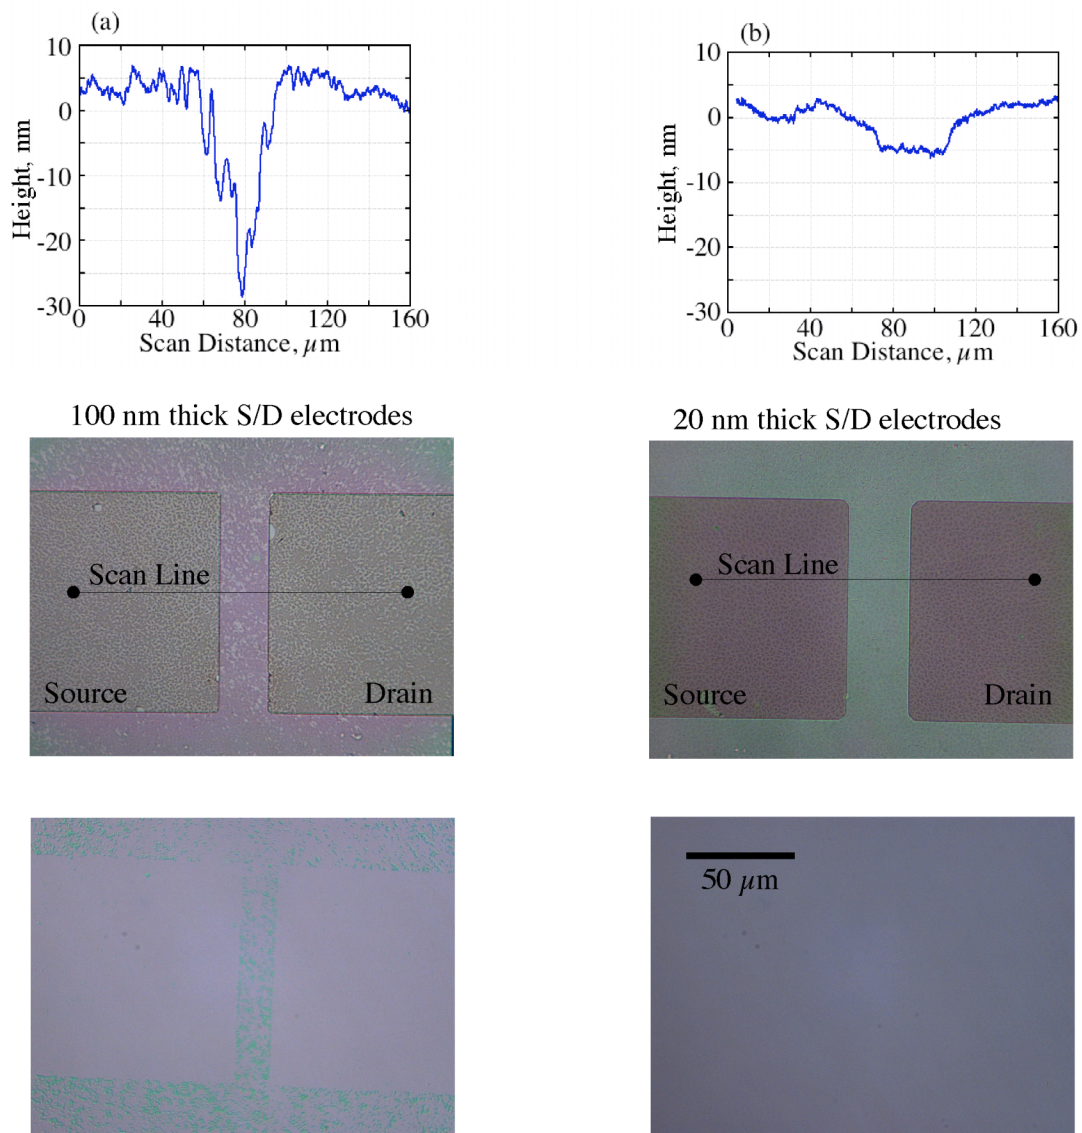 (a)
10
0
-10
-20
-30
Height, nm
0 40 80 120 160
Scan Distance, µm
(b)
10
0
-10
-20
-30
Height, nm
0 40 80 120 160
Scan Distance, µm
100 nm thick S/D electrodes
Scan Line
Source Drain
20 nm thick S/D electrodes
Scan Line
Source Drain
50 µm